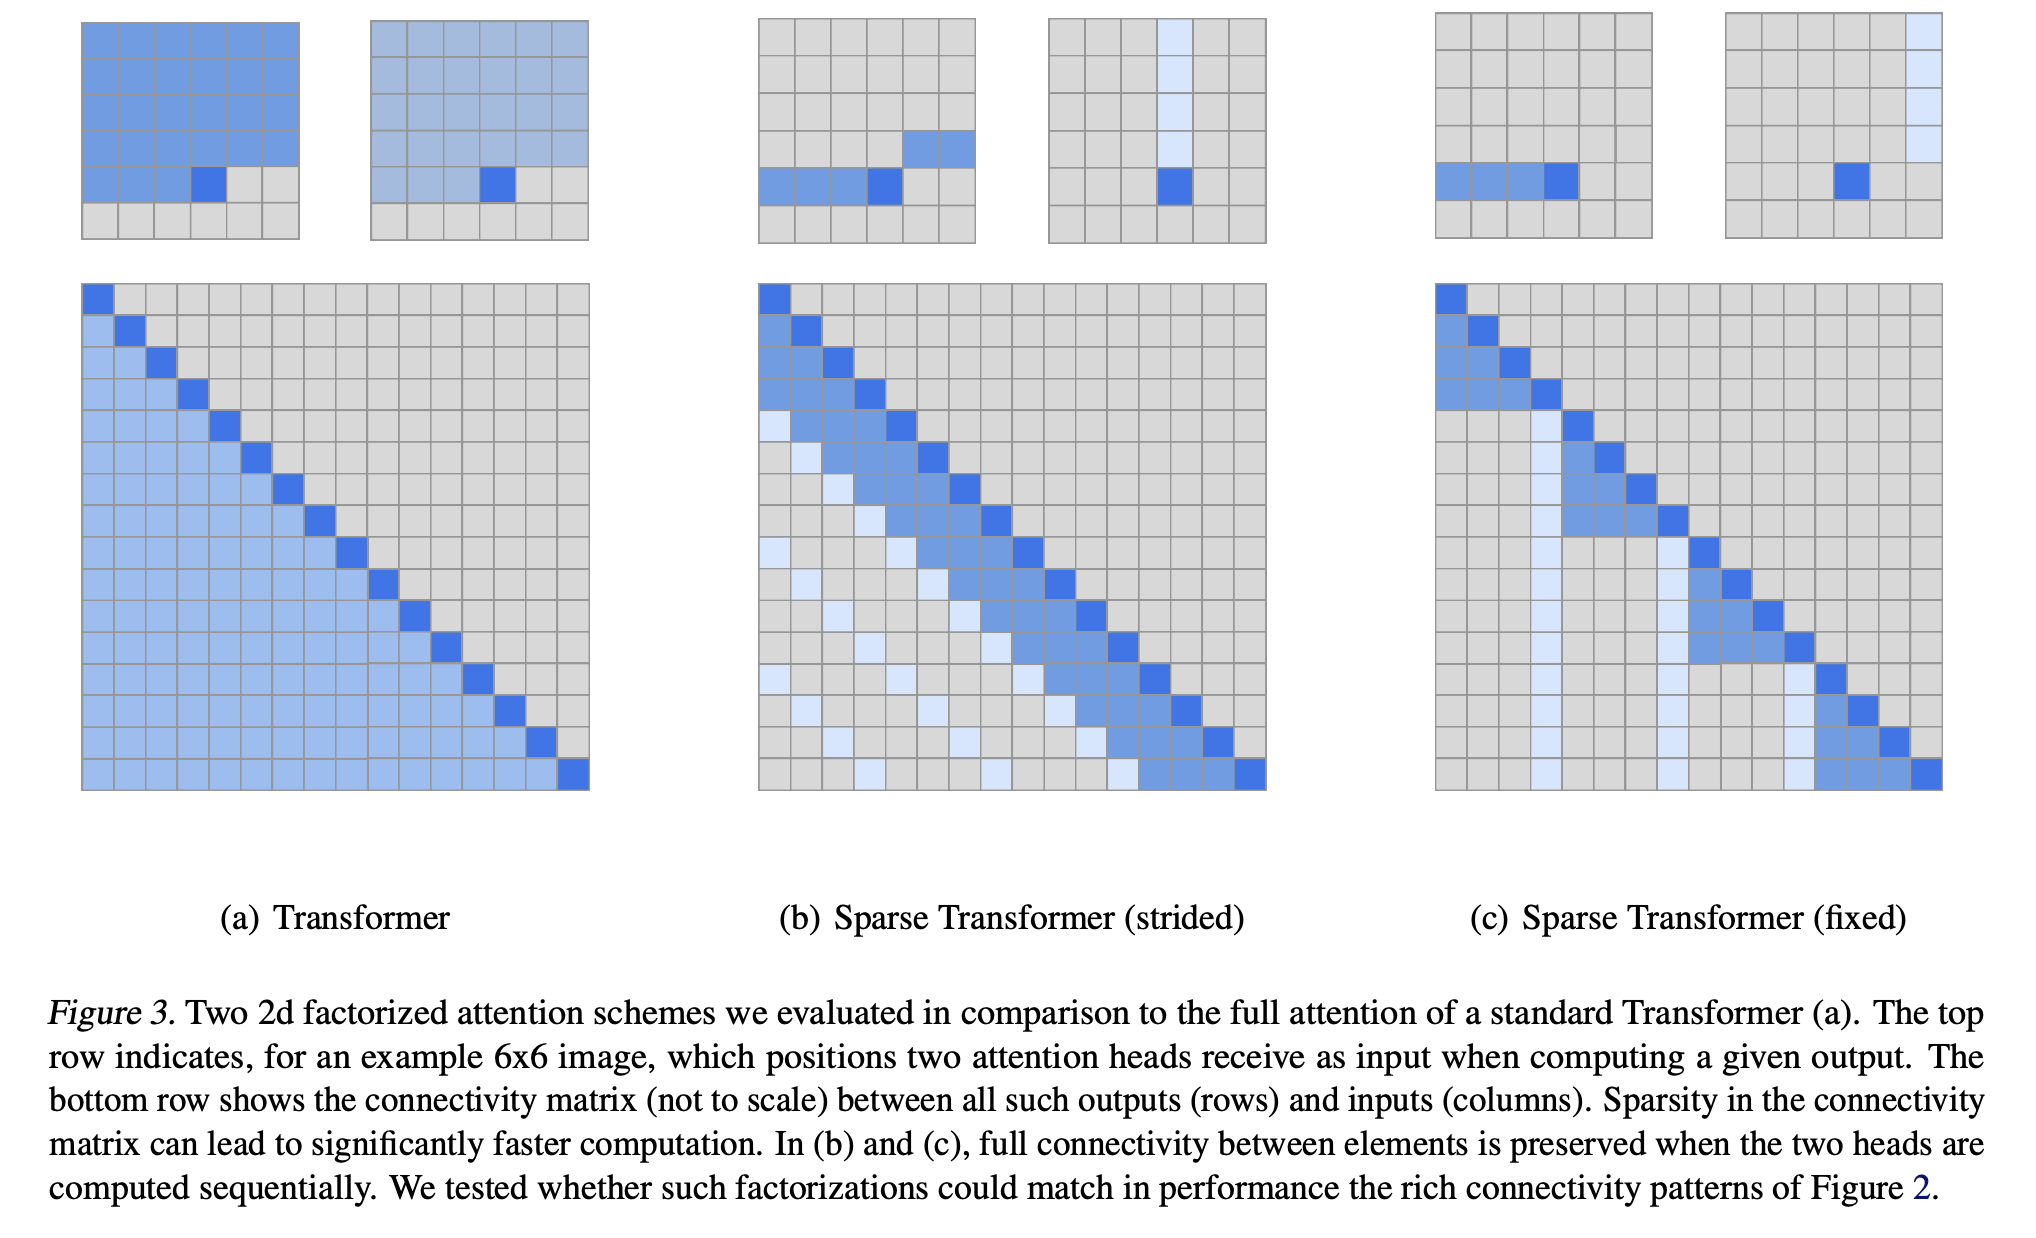 (a) Transformer
(b) Sparse Transformer (strided)
(c) Sparse Transformer (fixed)
Figure 3. Two 2d factorized attention schemes we evaluated in comparison to the full attention of a standard Transformer (a). The top
row indicates, for an example 6x6 image, which positions two attention heads receive as input when computing a given output. The
bottom row shows the connectivity matrix (not to scale) between all such outputs (rows) and inputs (columns). Sparsity in the connectivity
matrix can lead to significantly faster computation. In (b) and (c), full connectivity between elements is preserved when the two heads are
computed sequentially. We tested whether such factorizations could match in performance the rich connectivity patterns of Figure 2.